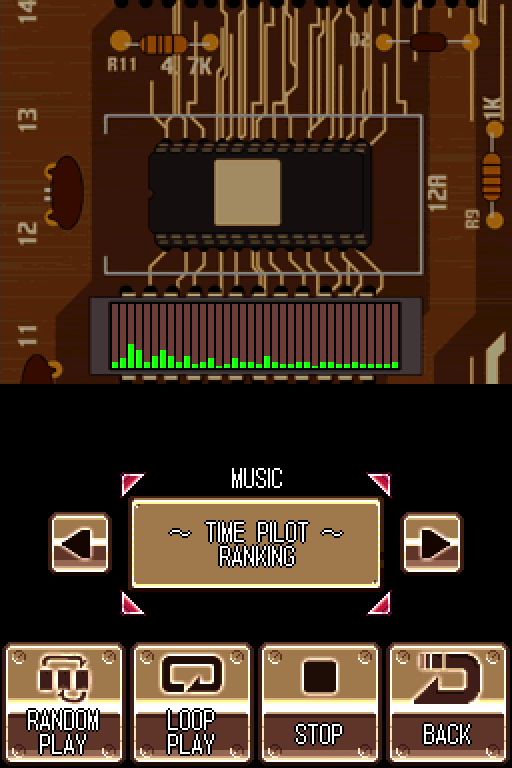 14
R11
4.7K
D2
13
1K
12A
R9
12
11
MUSIC
～ TIME PILOT ～
RANKING
RANDOM
PLAY
LOOP
PLAY
STOP
BACK